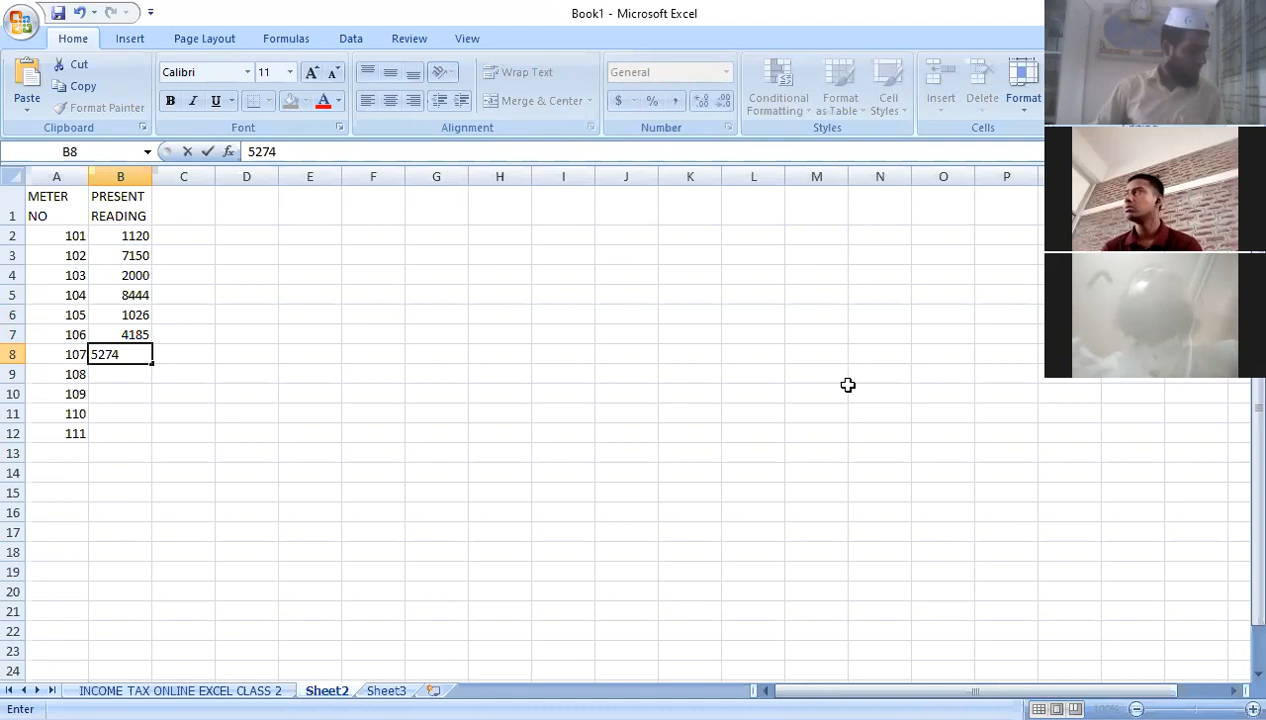 Book1 - Microsoft Excel
Home Insert Page Layout Formulas Data Review View
Paste
Cut
Copy
Format Painter
Clipboard
Calibri 11
Font
Wrap Text
Merge & Center
Alignment
General
Number
Conditional Formatting
Format as Table
Cell Styles
Styles
Insert
Delete
Format
Cells
B8 5274
A B C D E F G H I J K L M N O P
1 METER NO PRESENT READING
2 101 1120
3 102 7150
4 103 2000
5 104 8444
6 105 1026
7 106 4185
8 107 5274
9 108
10 109
11 110
12 111
13
14
15
16
17
18
19
20
21
22
23
24
INCOME TAX ONLINE EXCEL CLASS 2 Sheet2 Sheet3
Enter 100%